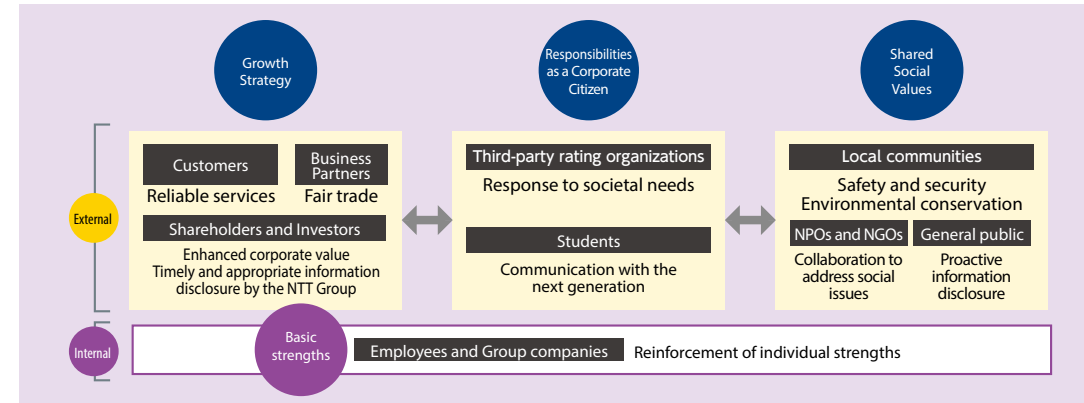 Growth
Strategy
Responsibilities
as a Corporate
Citizen
Shared
Social
Values
External
Customers
Reliable services
Business
Partners
Fair trade
Shareholders and Investors
Enhanced corporate value
Timely and appropriate information
disclosure by the NTT Group
Third-party rating organizations
Response to societal needs
Students
Communication with the
next generation
Local communities
Safety and security
Environmental conservation
NPOs and NGOs
Collaboration to
address social
issues
General public
Proactive
information
disclosure
Internal
Basic
strengths
Employees and Group companies
Reinforcement of individual strengths